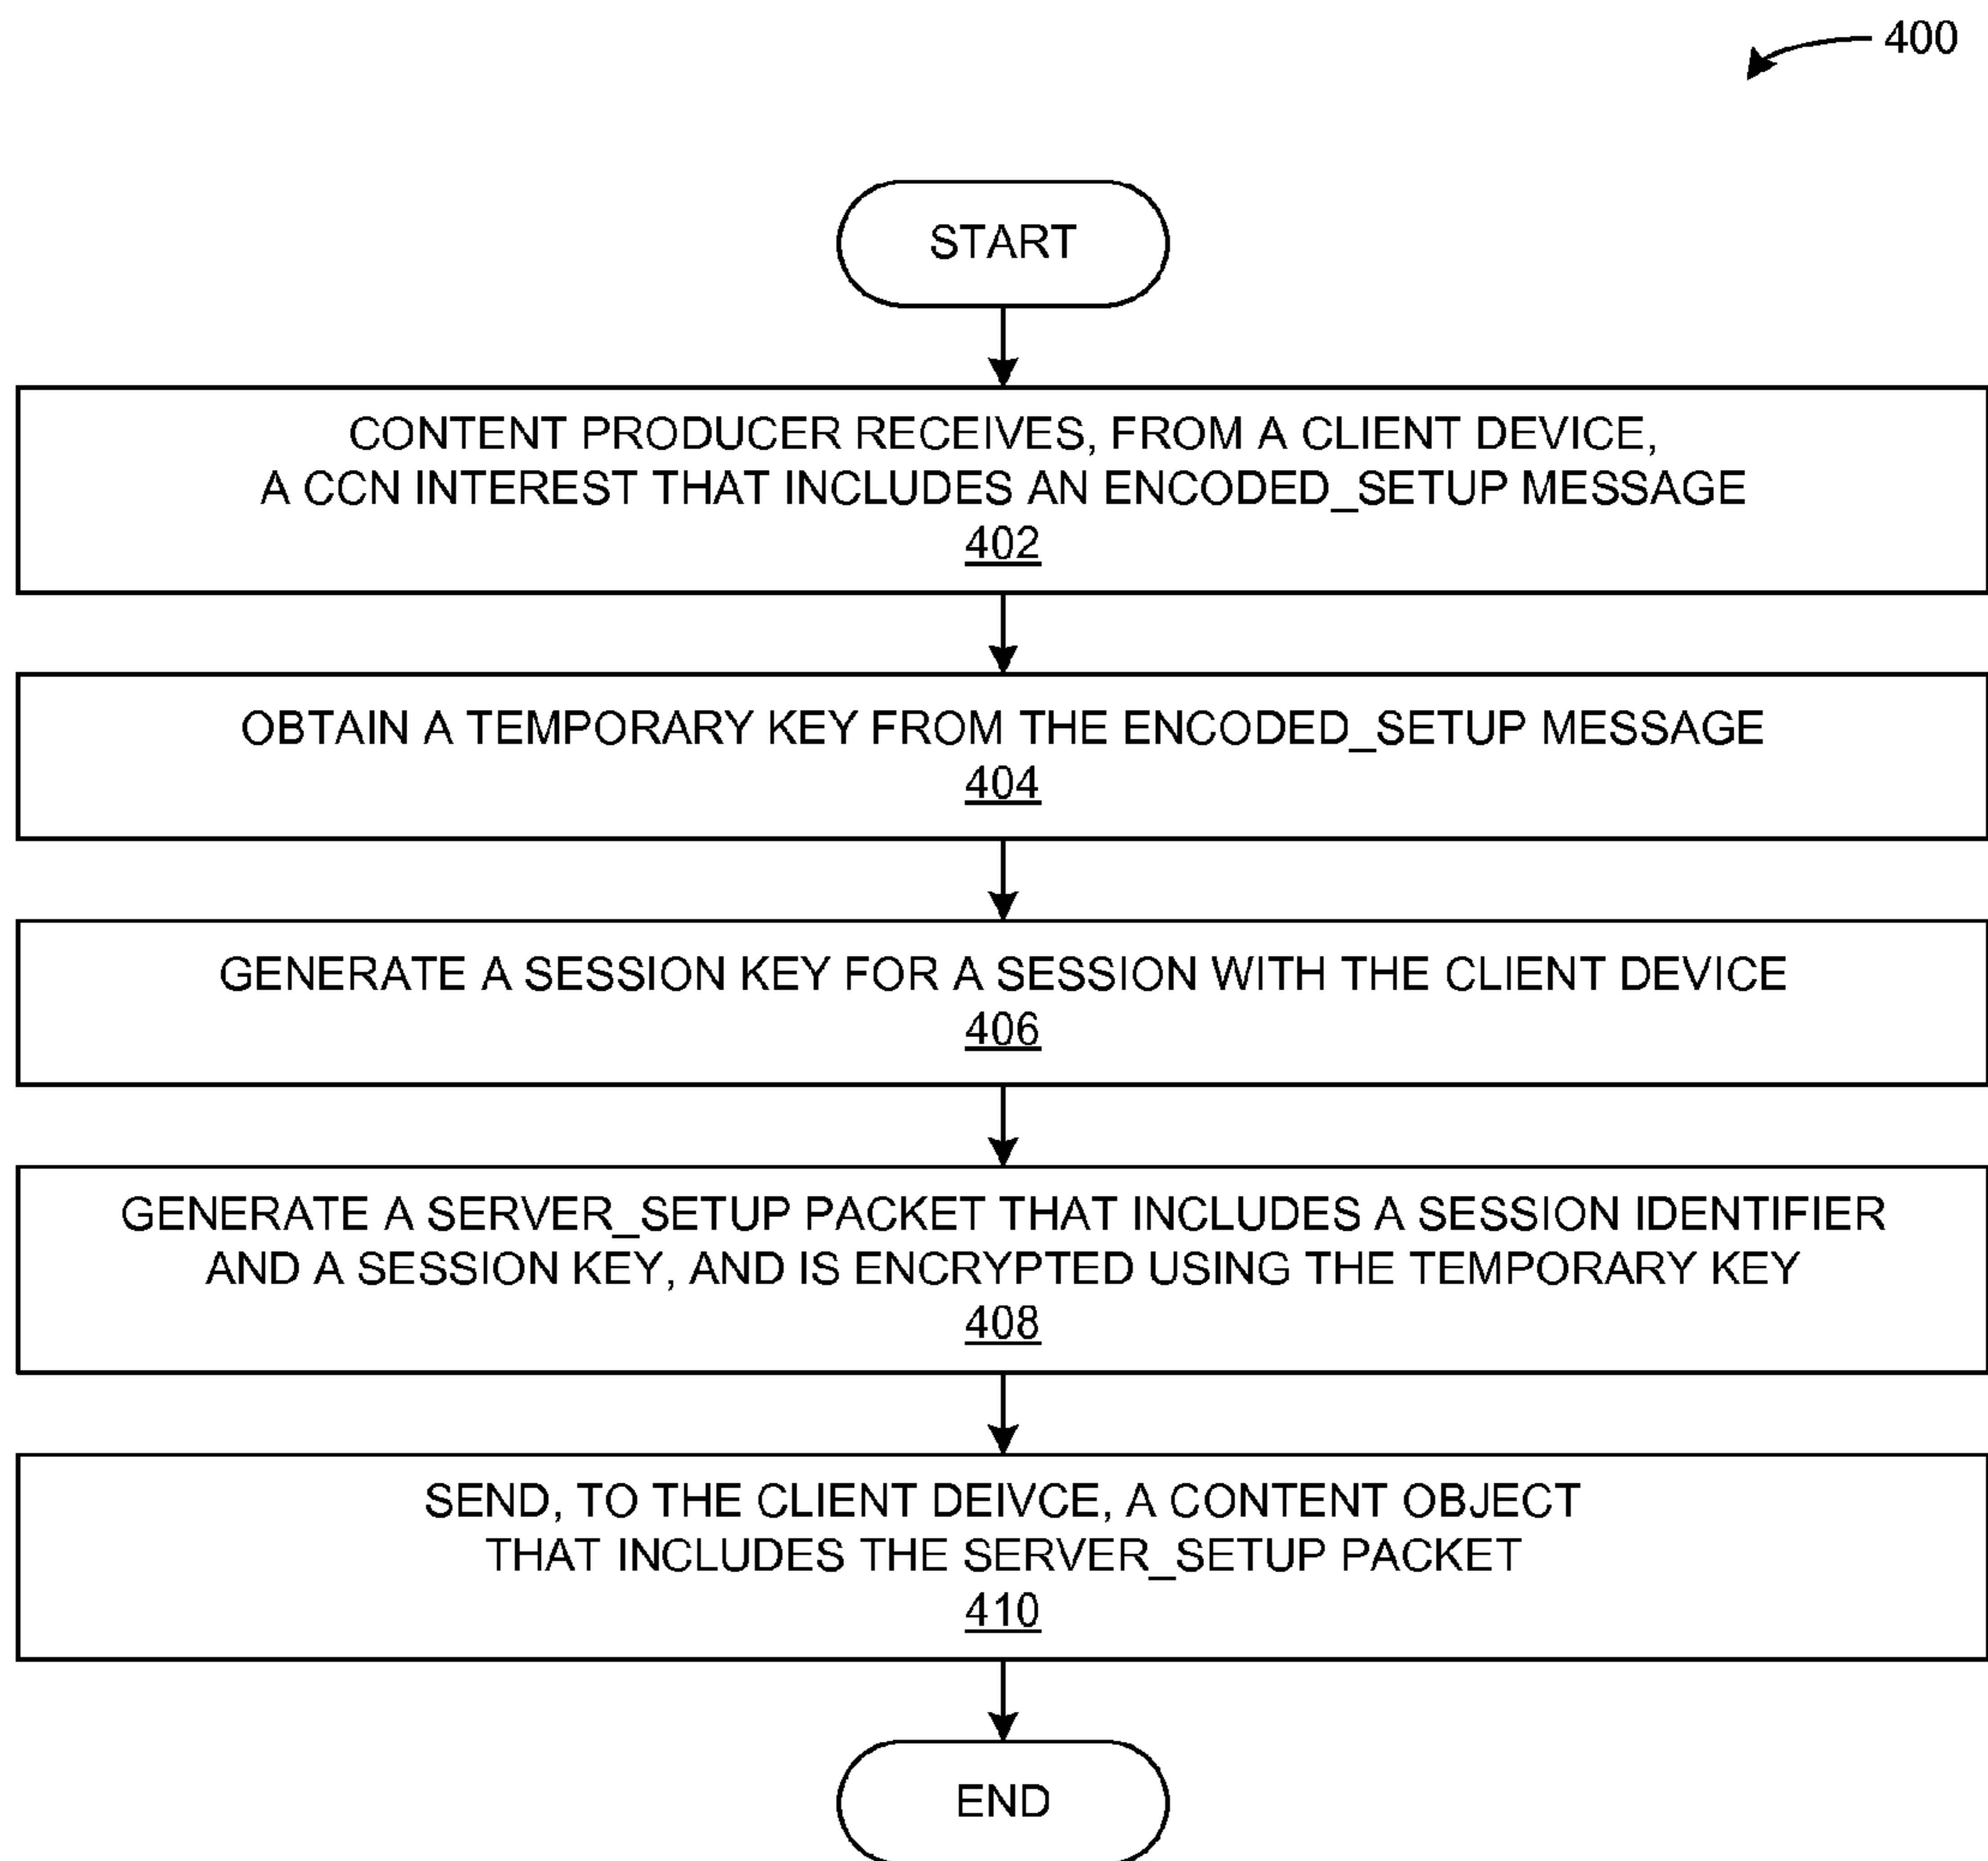 400
START
CONTENT PRODUCER RECEIVES, FROM A CLIENT DEVICE,
A CCN INTEREST THAT INCLUDES AN ENCODED_SETUP MESSAGE
402
OBTAIN A TEMPORARY KEY FROM THE ENCODED_SETUP MESSAGE
404
GENERATE A SESSION KEY FOR A SESSION WITH THE CLIENT DEVICE
406
GENERATE A SERVER_SETUP PACKET THAT INCLUDES A SESSION IDENTIFIER
AND A SESSION KEY, AND IS ENCRYPTED USING THE TEMPORARY KEY
408
SEND, TO THE CLIENT DEIVCE, A CONTENT OBJECT
THAT INCLUDES THE SERVER_SETUP PACKET
410
END